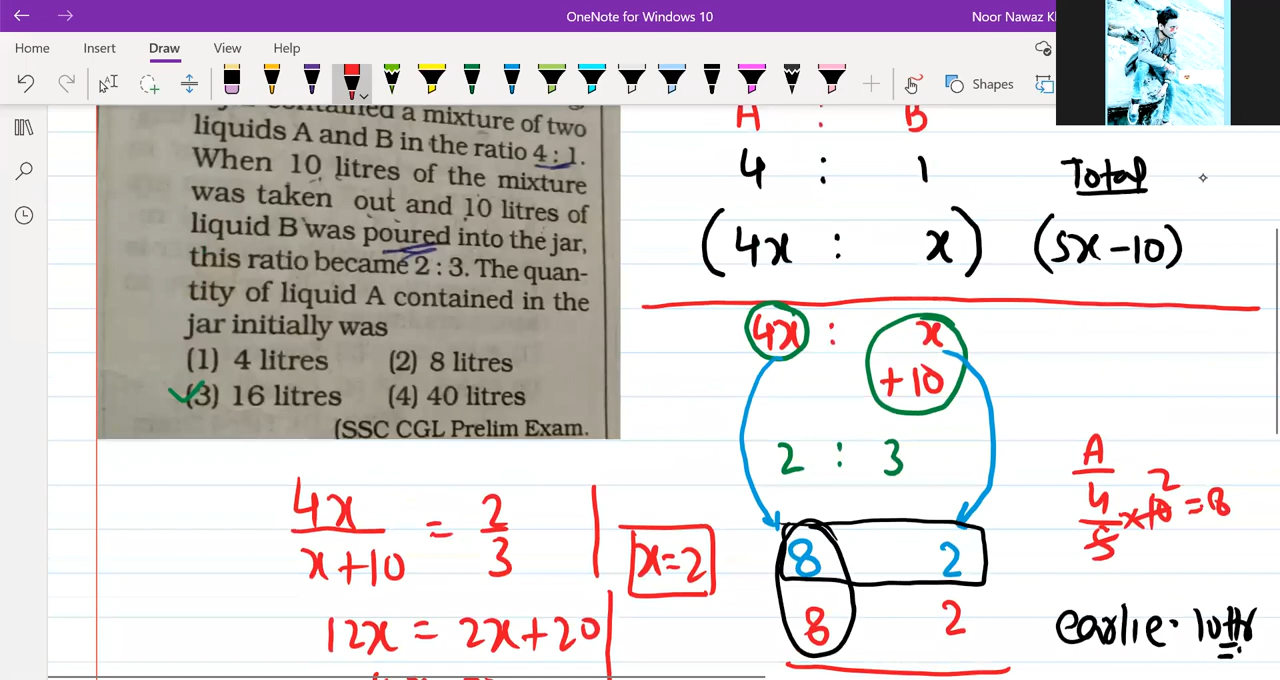 OneNote for Windows 10
Noor Nawaz
Home Insert Draw View Help
Shapes
a mixture of two
liquids A and B in the ratio 4 : 1.
When 10 litres of the mixture
was taken out and 10 litres of
liquid B was poured into the jar,
this ratio became 2 : 3. The quan-
tity of liquid A contained in the
jar initially was
(1) 4 litres (2) 8 litres
(3) 16 litres (4) 40 litres
(SSC CGL Prelim Exam.
A : B
4 : 1 Total
(4x : x) (5x-10)
4x : x
+10
2 : 3
8 2
8 2
4x/x+10 = 2/3
x=2
12x = 2x+20
A
4/5 x10 2 = 8
earlie. 10ltr